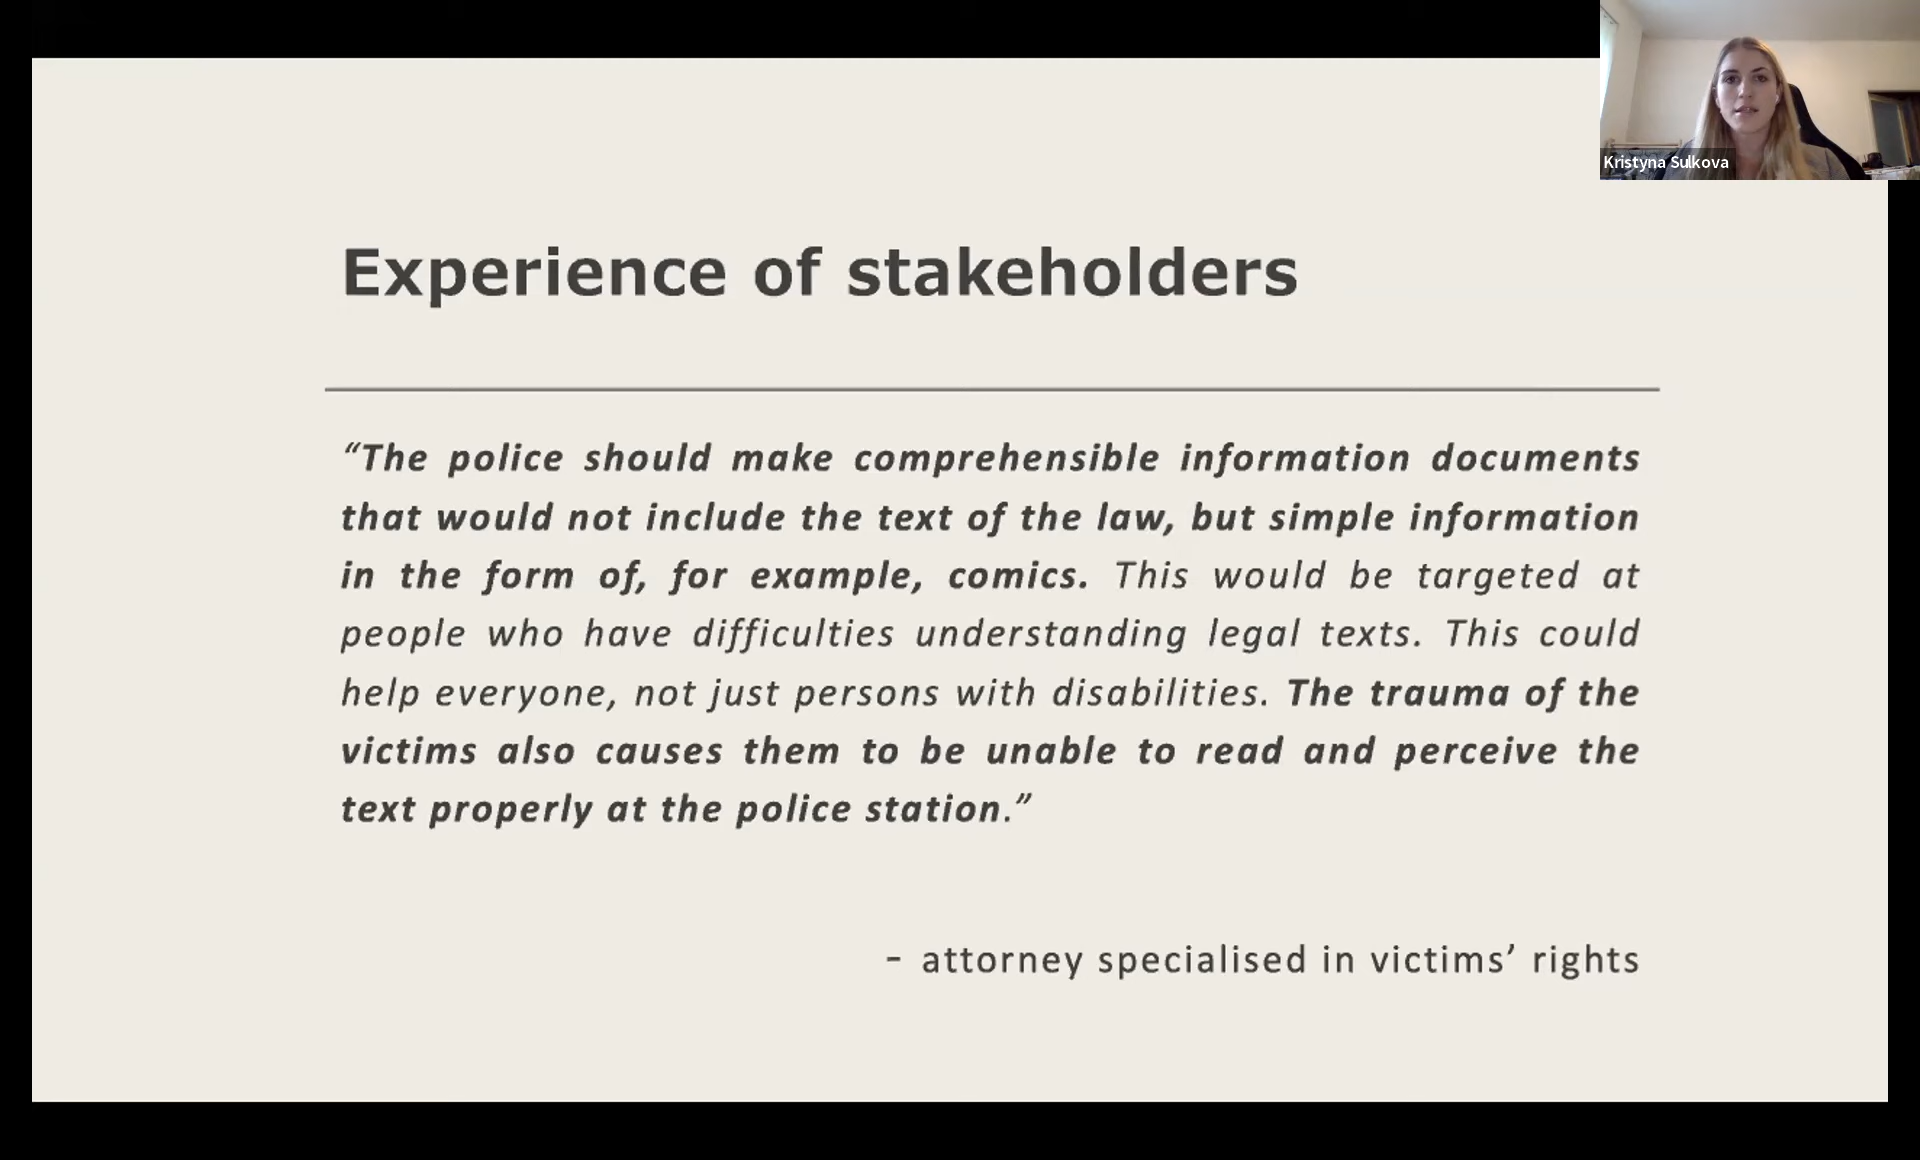 Kristyna Sulkova
Experience of stakeholders
“The police should make comprehensible information documents
that would not include the text of the law, but simple information
in the form of, for example, comics. This would be targeted at
people who have difficulties understanding legal texts. This could
help everyone, not just persons with disabilities. The trauma of the
victims also causes them to be unable to read and perceive the
text properly at the police station.”
- attorney specialised in victims’ rights